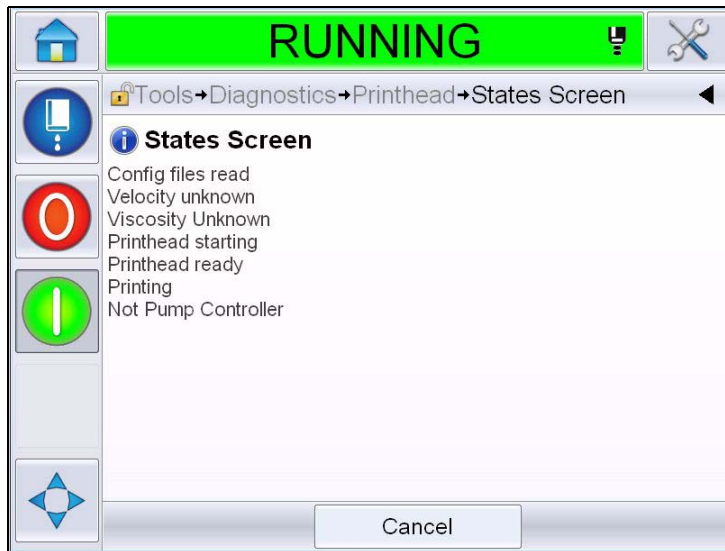 RUNNING
Tools→Diagnostics→Printhead→States Screen
States Screen
Config files read
Velocity unknown
Viscosity Unknown
Printhead starting
Printhead ready
Printing
Not Pump Controller
Cancel